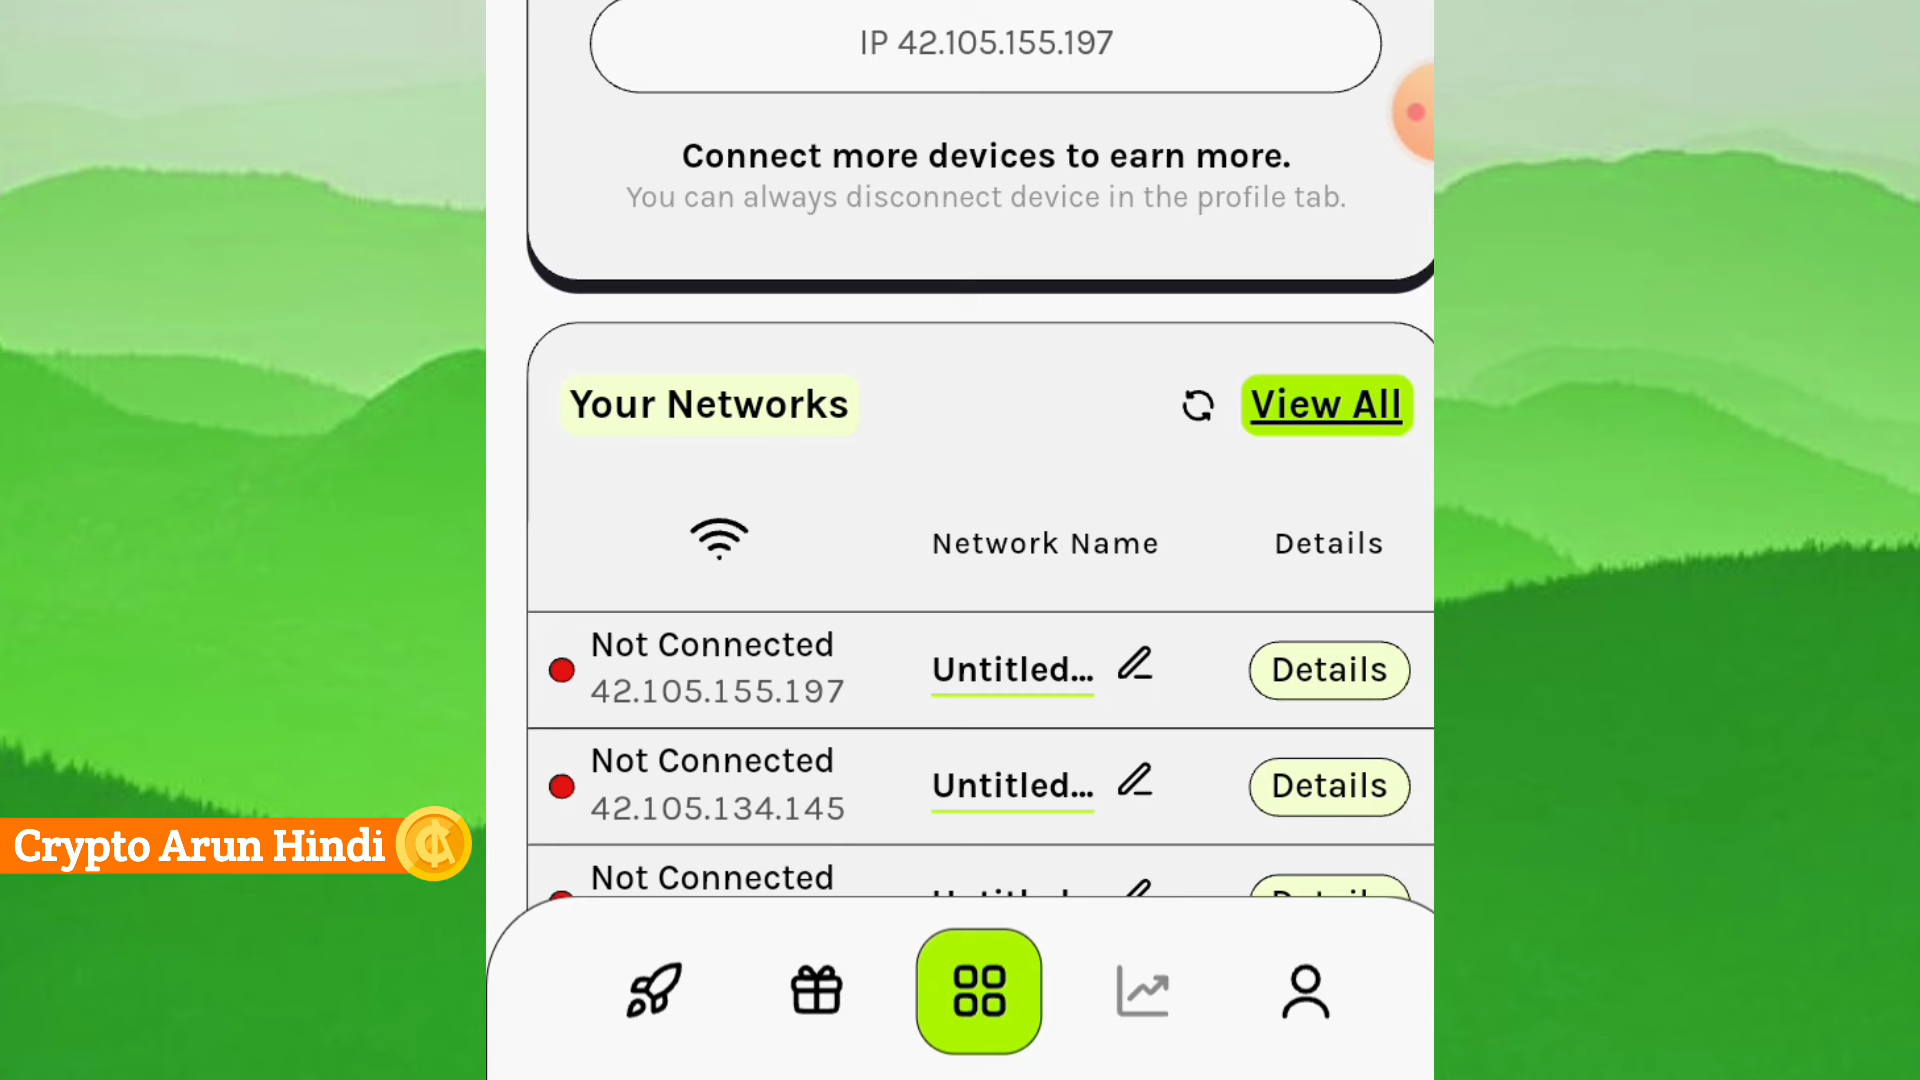 IP 42.105.155.197
Connect more devices to earn more.
You can always disconnect device in the profile tab.
Your Networks
View All
Network Name
Details
Not Connected
42.105.155.197
Untitled...
Details
Not Connected
42.105.134.145
Untitled...
Details
Not Connected
Crypto Arun Hindi